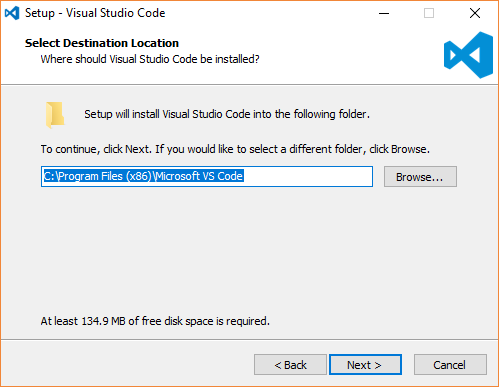 Setup - Visual Studio Code
Select Destination Location
Where should Visual Studio Code be installed?
Setup will install Visual Studio Code into the following folder.
To continue, click Next. If you would like to select a different folder, click Browse.
C:\Program Files (x86)\Microsoft VS Code
Browse...
At least 134.9 MB of free disk space is required.
< Back
Next >
Cancel